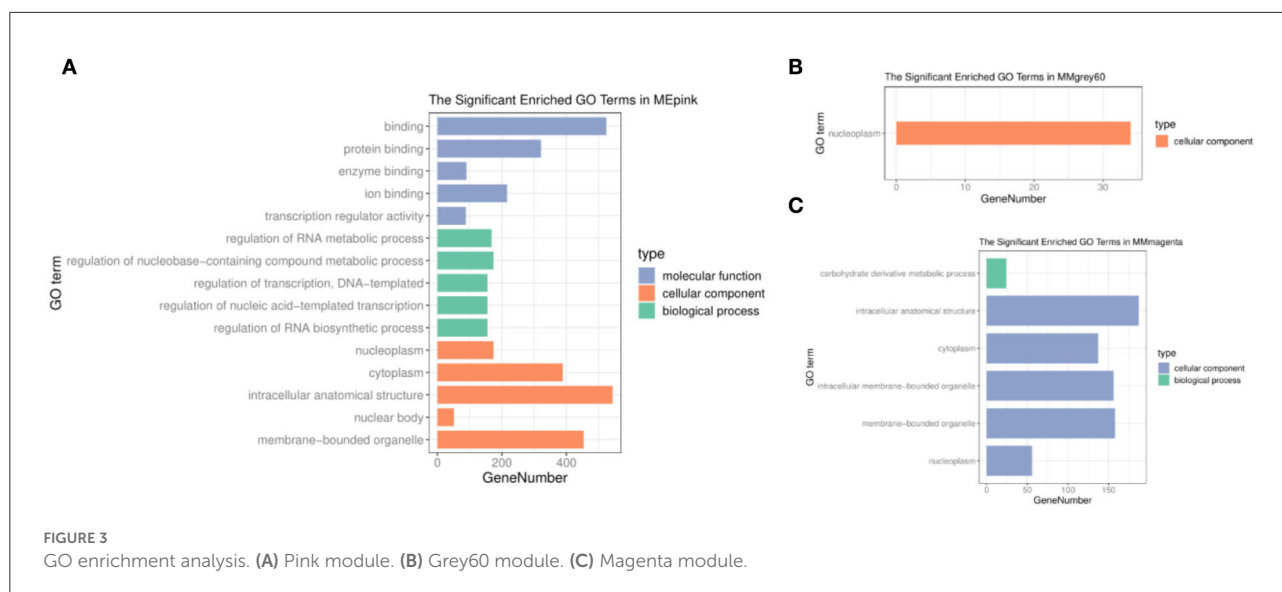 A
The Significant Enriched GO Terms in MEpink
GO term
binding
protein binding
enzyme binding
ion binding
transcription regulator activity
regulation of RNA metabolic process
regulation of nucleobase−containing compound metabolic process
regulation of transcription, DNA−templated
regulation of nucleic acid−templated transcription
regulation of RNA biosynthetic process
nucleoplasm
cytoplasm
intracellular anatomical structure
nuclear body
membrane−bounded organelle
0 200 400
GeneNumber
type
molecular function
cellular component
biological process
B
The Significant Enriched GO Terms in MMgrey60
GO term
nucleoplasm
0 10 20 30
GeneNumber
type
cellular component
C
The Significant Enriched GO Terms in MMmagenta
GO term
carbohydrate derivative metabolic process
intracellular anatomical structure
cytoplasm
intracellular membrane−bounded organelle
membrane−bounded organelle
nucleoplasm
0 50 100 150
GeneNumber
type
cellular component
biological process
FIGURE 3
GO enrichment analysis. (A) Pink module. (B) Grey60 module. (C) Magenta module.